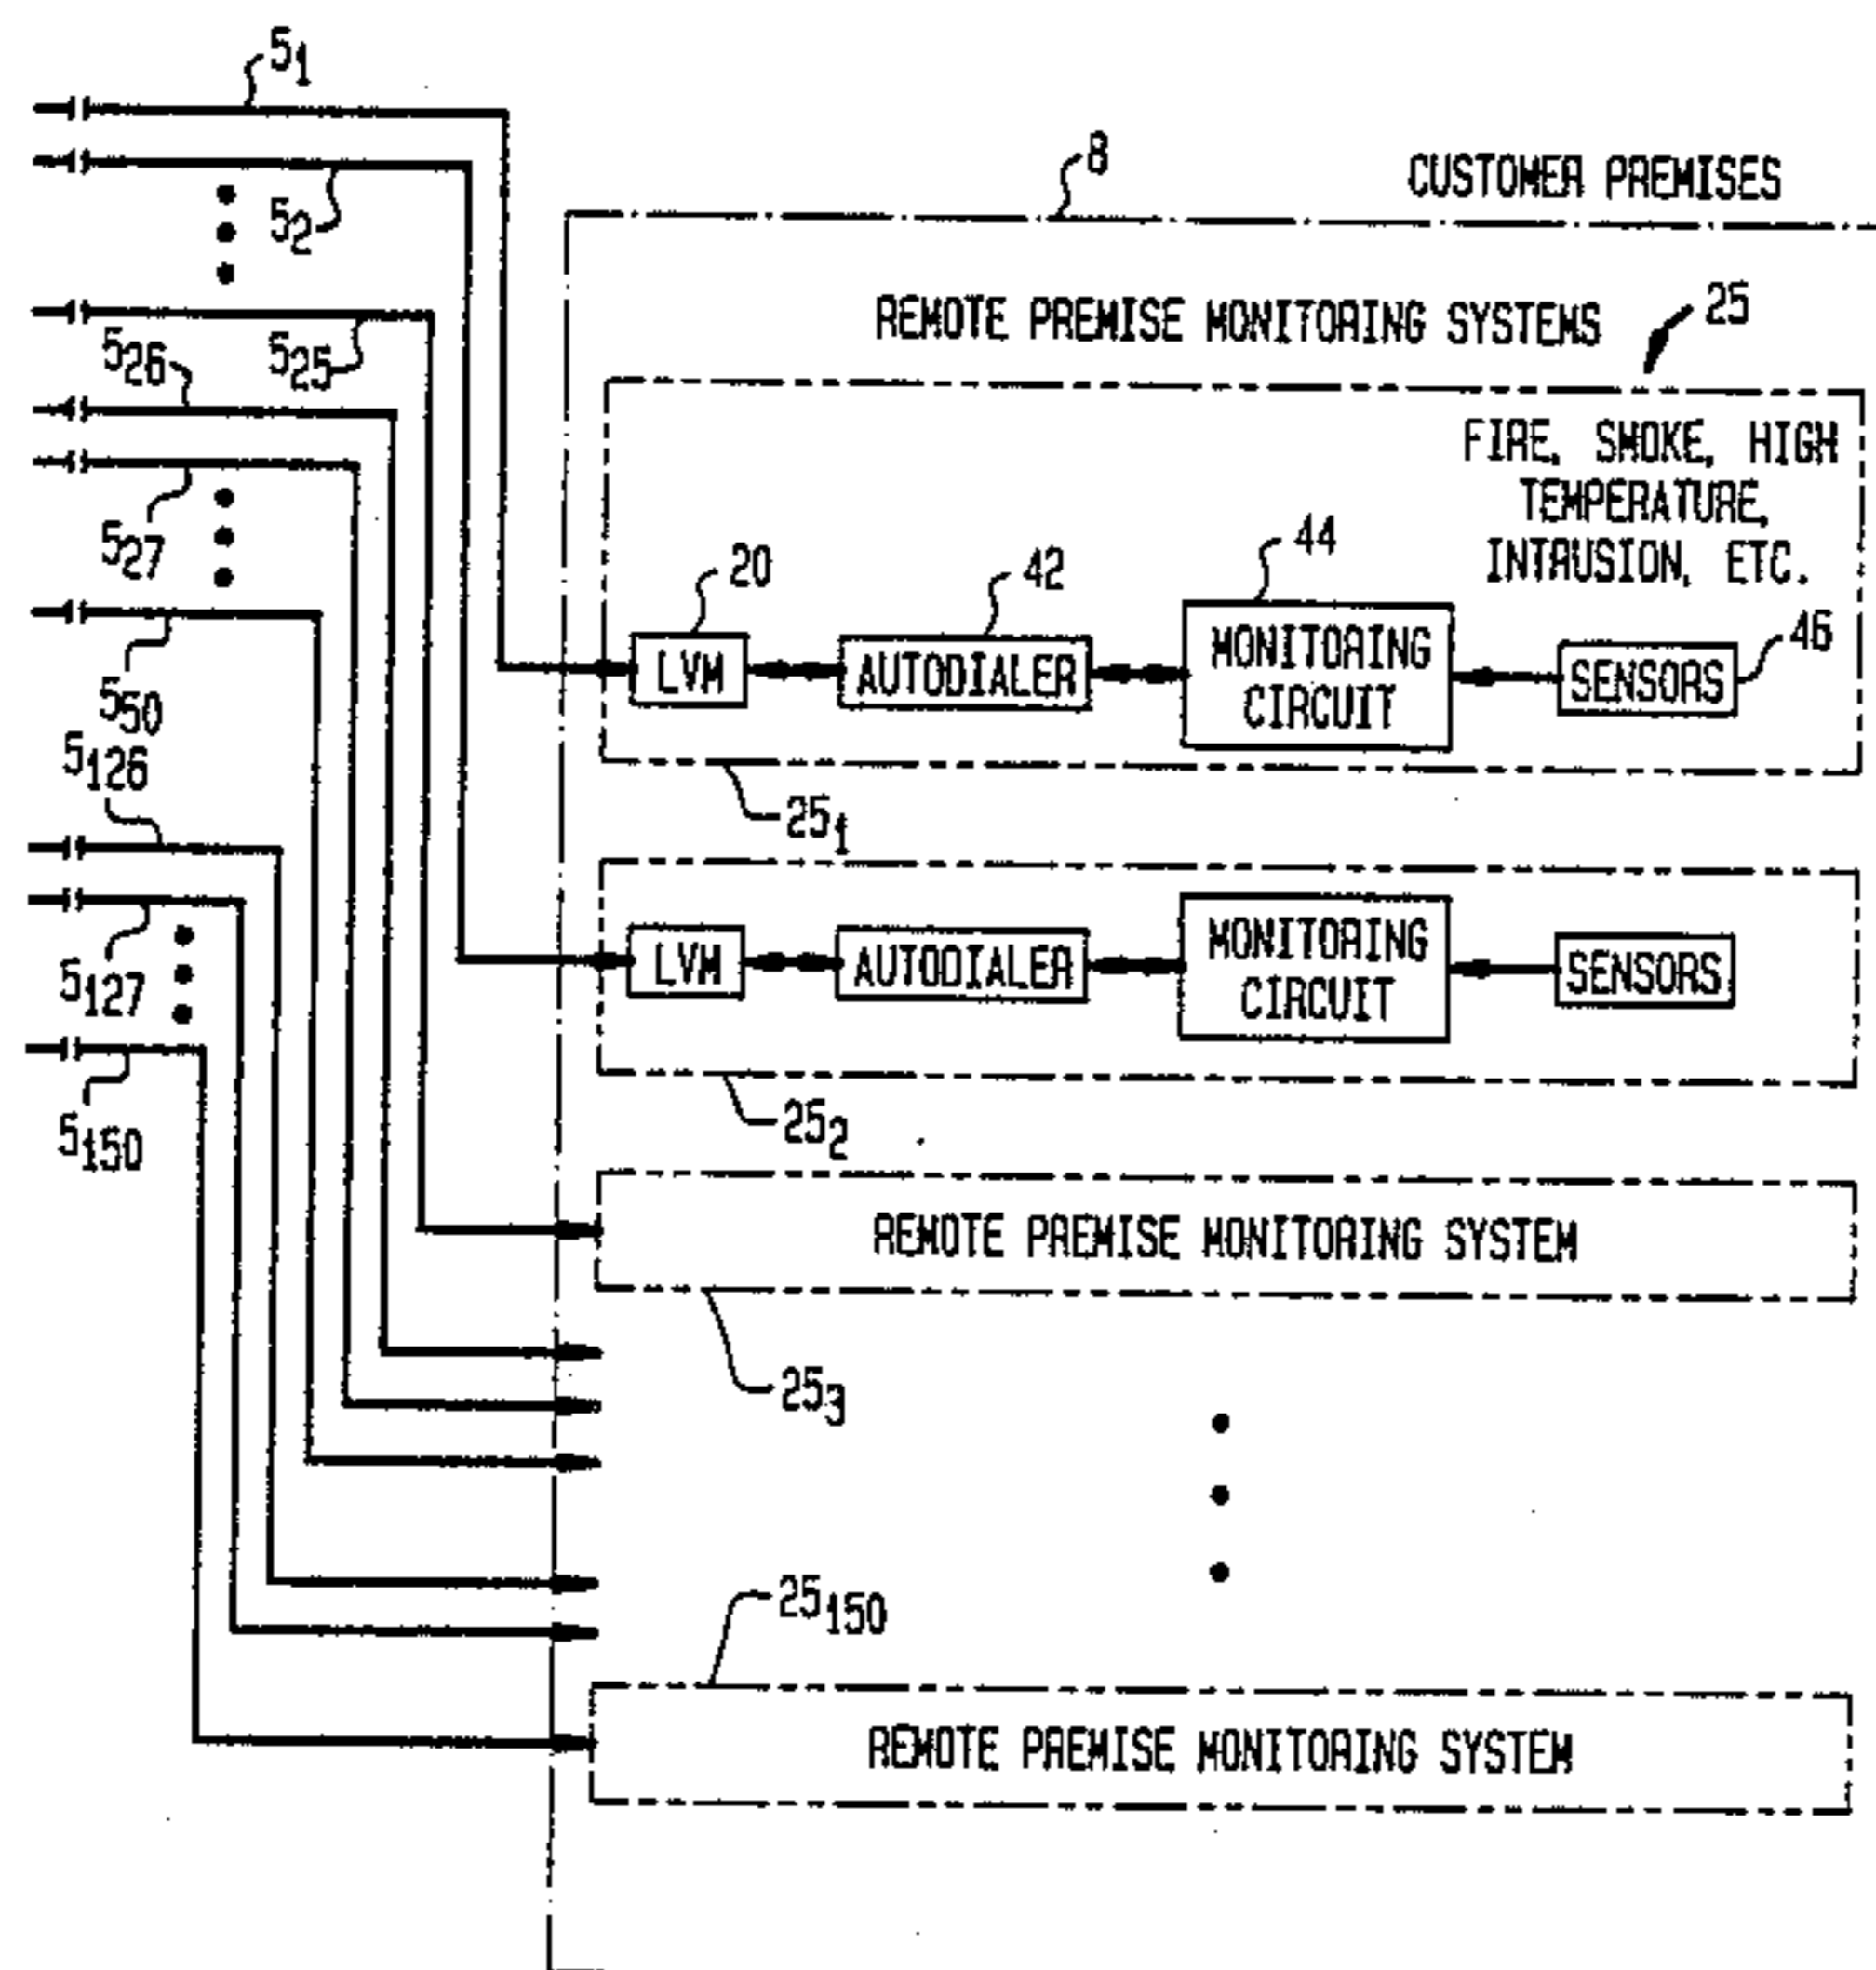 5₁
8
CUSTOMER PREMISES
5₂
REMOTE PREMISE MONITORING SYSTEMS
25
5₂₅
5₂₆
FIRE, SMOKE, HIGH
TEMPERATURE,
INTRUSION, ETC.
5₂₇
20
42
44
46
LVM
AUTODIALER
MONITORING
CIRCUIT
SENSORS
5₅₀
5₁₂₆
25₁
LVM
AUTODIALER
MONITORING
CIRCUIT
SENSORS
5₁₂₇
25₂
5₁₅₀
REMOTE PREMISE MONITORING SYSTEM
25₃
25₁₅₀
REMOTE PREMISE MONITORING SYSTEM